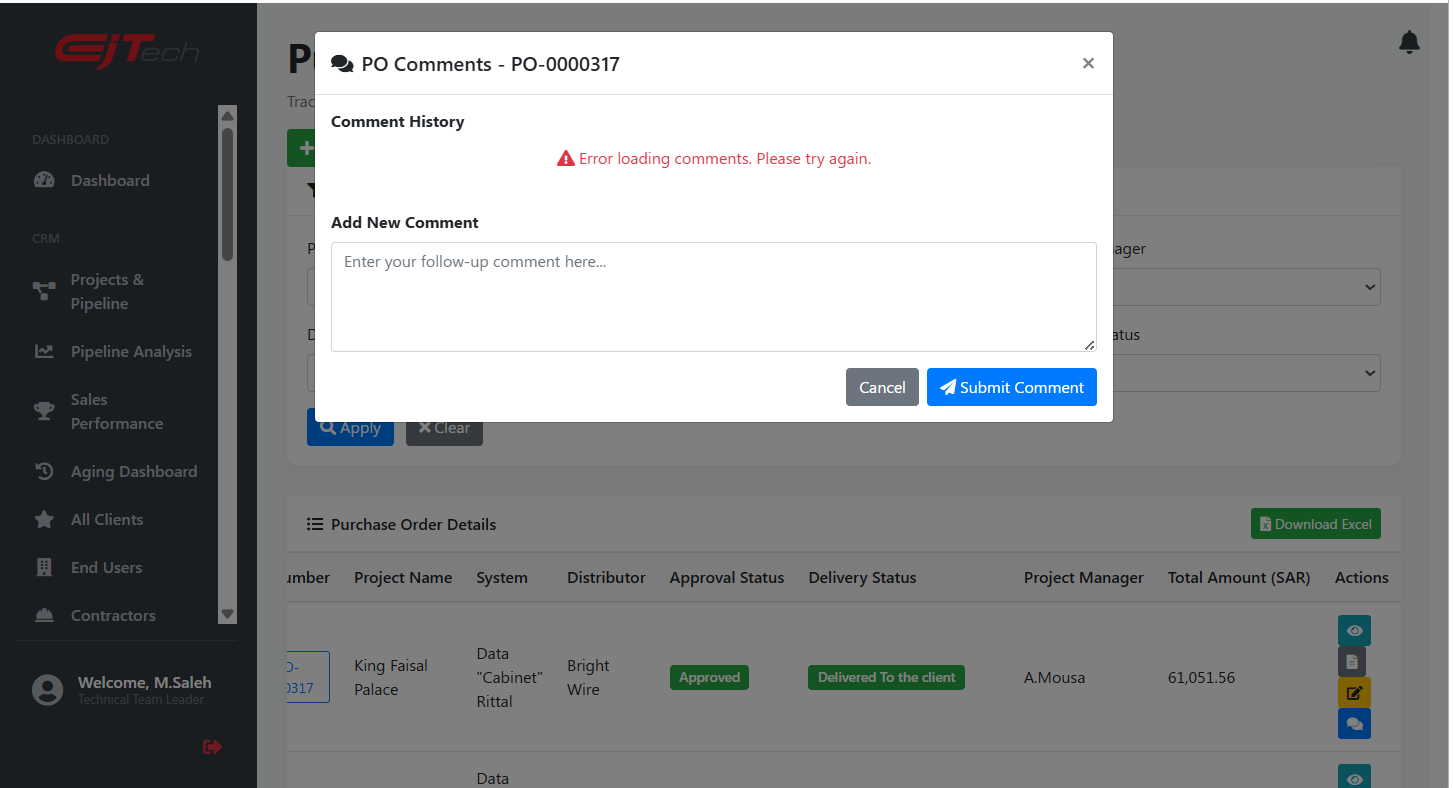 EJTech
PO Comments - PO-0000317
×
Comment History
Error loading comments. Please try again.
Add New Comment
Enter your follow-up comment here...
Cancel
Submit Comment
DASHBOARD
Dashboard
CRM
Projects &
Pipeline
Pipeline Analysis
Sales
Performance
Aging Dashboard
All Clients
End Users
Contractors
Welcome, M.Saleh
Technical Team Leader
Apply
Clear
Purchase Order Details
Download Excel
umber
Project Name
System
Distributor
Approval Status
Delivery Status
Project Manager
Total Amount (SAR)
Actions
0317
King Faisal
Palace
Data
"Cabinet"
Rittal
Bright
Wire
Approved
Delivered To the client
A.Mousa
61,051.56
Data